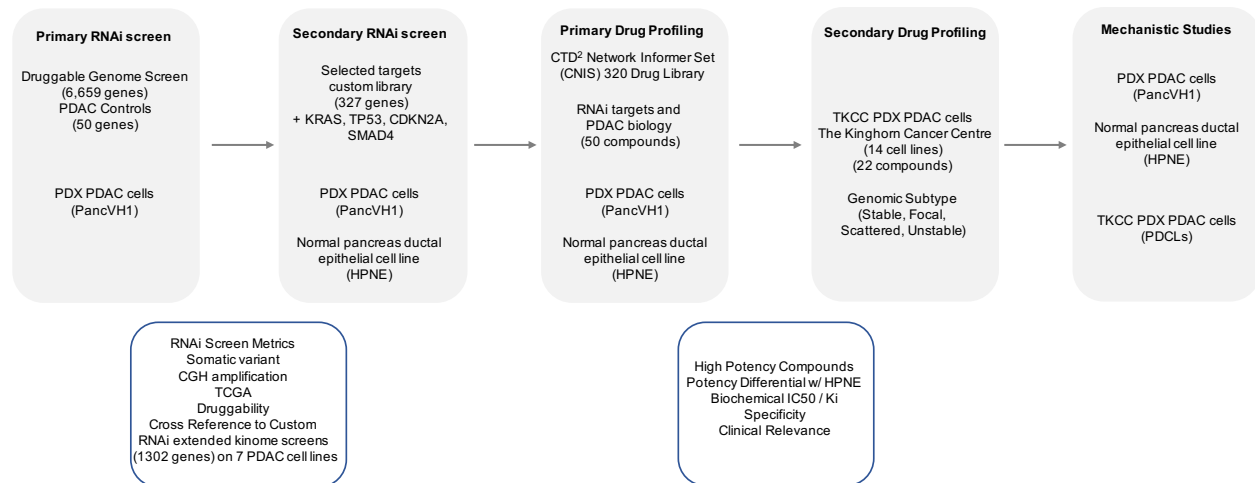 Primary RNAi screen
Druggable Genome Screen
(6,659 genes)
PDAC Controls
(50 genes)
PDX PDAC cells
(PancVH1)
Secondary RNAi screen
Selected targets
custom library
(327 genes)
+ KRAS, TP53, CDKN2A,
SMAD4
PDX PDAC cells
(PancVH1)
Normal pancreas ductal
epithelial cell line
(HPNE)
Primary Drug Profiling
CTD² Network Informer Set
(CNIS) 320 Drug Library
RNAi targets and
PDAC biology
(50 compounds)
PDX PDAC cells
(PancVH1)
Normal pancreas ductal
epithelial cell line
(HPNE)
Secondary Drug Profiling
TKCC PDX PDAC cells
The Kinghorn Cancer Centre
(14 cell lines)
(22 compounds)
Genomic Subtype
(Stable, Focal,
Scattered, Unstable)
Mechanistic Studies
PDX PDAC cells
(PancVH1)
Normal pancreas ductal
epithelial cell line
(HPNE)
TKCC PDX PDAC cells
(PDCLs)
RNAi Screen Metrics
Somatic variant
CGH amplification
TCGA
Druggability
Cross Reference to Custom
RNAi extended kinome screens
(1302 genes) on 7 PDAC cell lines
High Potency Compounds
Potency Differential w/ HPNE
Biochemical IC50 / Ki
Specificity
Clinical Relevance